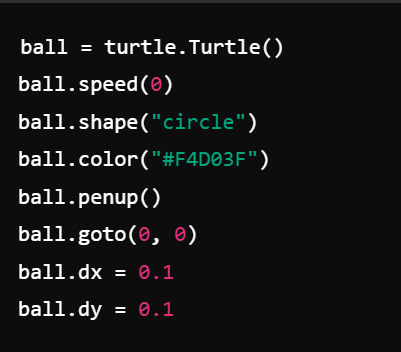 ball = turtle.Turtle()
ball.speed(0)
ball.shape("circle")
ball.color("#F4D03F")
ball.penup()
ball.goto(0, 0)
ball.dx = 0.1
ball.dy = 0.1